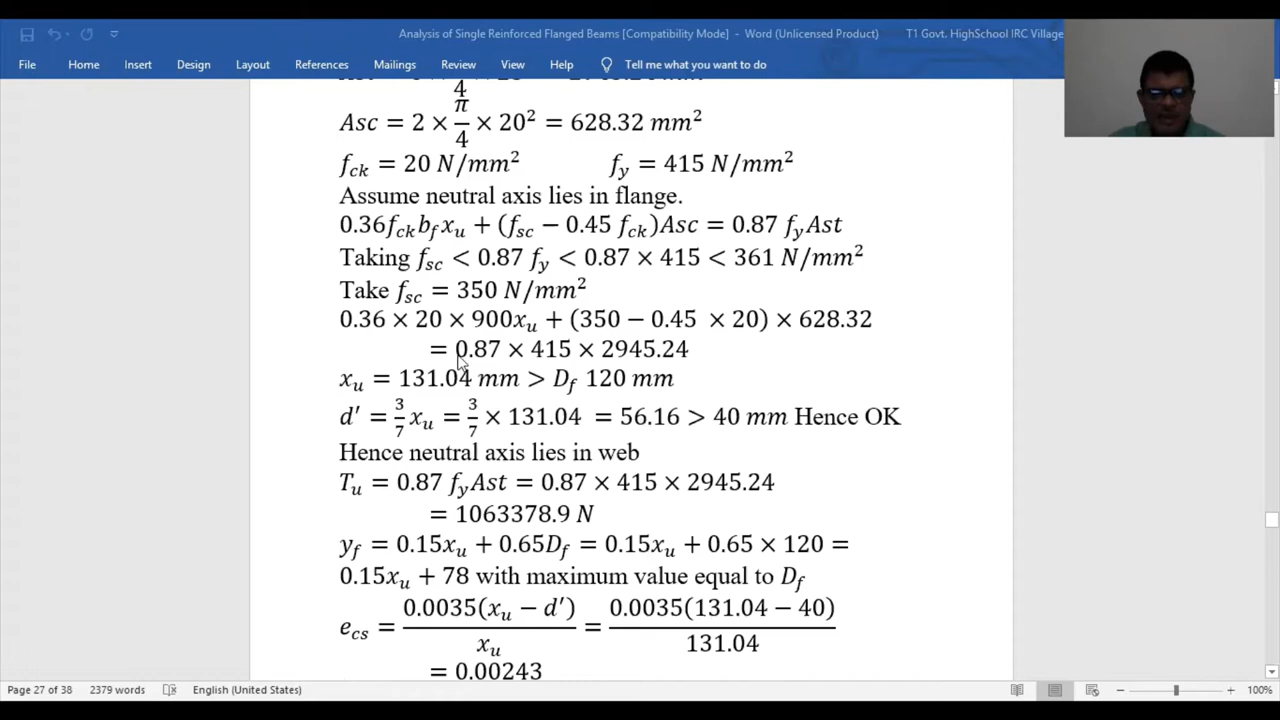 Analysis of Single Reinforced Flanged Beams [Compatibility Mode] - Word (Unlicensed Product) T1 Govt. HighSchool IRC Village
File Home Insert Design Layout References Mailings Review View Help Tell me what you want to do
4
Asc = 2 × π/4 × 20² = 628.32 mm²
f_ck = 20 N/mm² f_y = 415 N/mm²
Assume neutral axis lies in flange.
0.36f_ck b_f x_u + (f_sc − 0.45 f_ck)Asc = 0.87 f_y Ast
Taking f_sc < 0.87 f_y < 0.87 × 415 < 361 N/mm²
Take f_sc = 350 N/mm²
0.36 × 20 × 900x_u + (350 − 0.45 × 20) × 628.32
= 0.87 × 415 × 2945.24
x_u = 131.04 mm > D_f 120 mm
d′ = 3/7 x_u = 3/7 × 131.04 = 56.16 > 40 mm Hence OK
Hence neutral axis lies in web
T_u = 0.87 f_y Ast = 0.87 × 415 × 2945.24
= 1063378.9 N
y_f = 0.15x_u + 0.65D_f = 0.15x_u + 0.65 × 120 =
0.15x_u + 78 with maximum value equal to D_f
e_cs = 0.0035(x_u − d′)/x_u = 0.0035(131.04 − 40)/131.04
= 0.00243
Page 27 of 38 2379 words English (United States) 100%